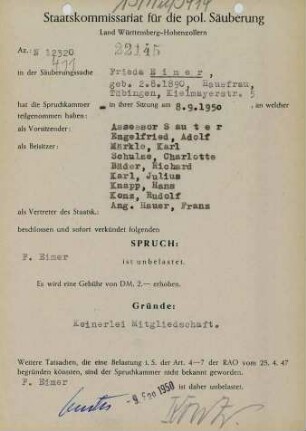 Staatskommissariat für die pol. Säuberung
Land Württemberg-Hohenzollern
Az. N 12320
22145
in der Säuberungssache Frieda Eimer,
geb. 2.8.1890, Hausfrau,
Tübingen, Kielmayerstr. 5
hat die Spruchkammer - in ihrer Sitzung am 8.9.1950, an welcher
teilgenommen haben:
als Vorsitzender: Assessor Sauter
als Beisitzer: Engelfried, Adolf
Märkle, Karl
Schulze, Charlotte
Bäder, Richard
Karl, Julius
Knapp, Hans
Kons, Rudolf
als Vertreter des Staatsk.: Ang. Hauer, Franz
beschlossen und sofort verkündet folgenden
SPRUCH:
F. Eimer
ist unbelastet.
Es wird eine Gebühr von DM. 2.— erhoben.
Gründe:
Keinerlei Mitgliedschaft.
Weitere Tatsachen, die eine Belastung i. S. der Art. 4—7 der RAO vom 25. 4. 47
begründen könnten, sind der Spruchkammer nicht bekannt geworden.
F. Eimer ist daher unbelastet.
- 9. Sep 1950